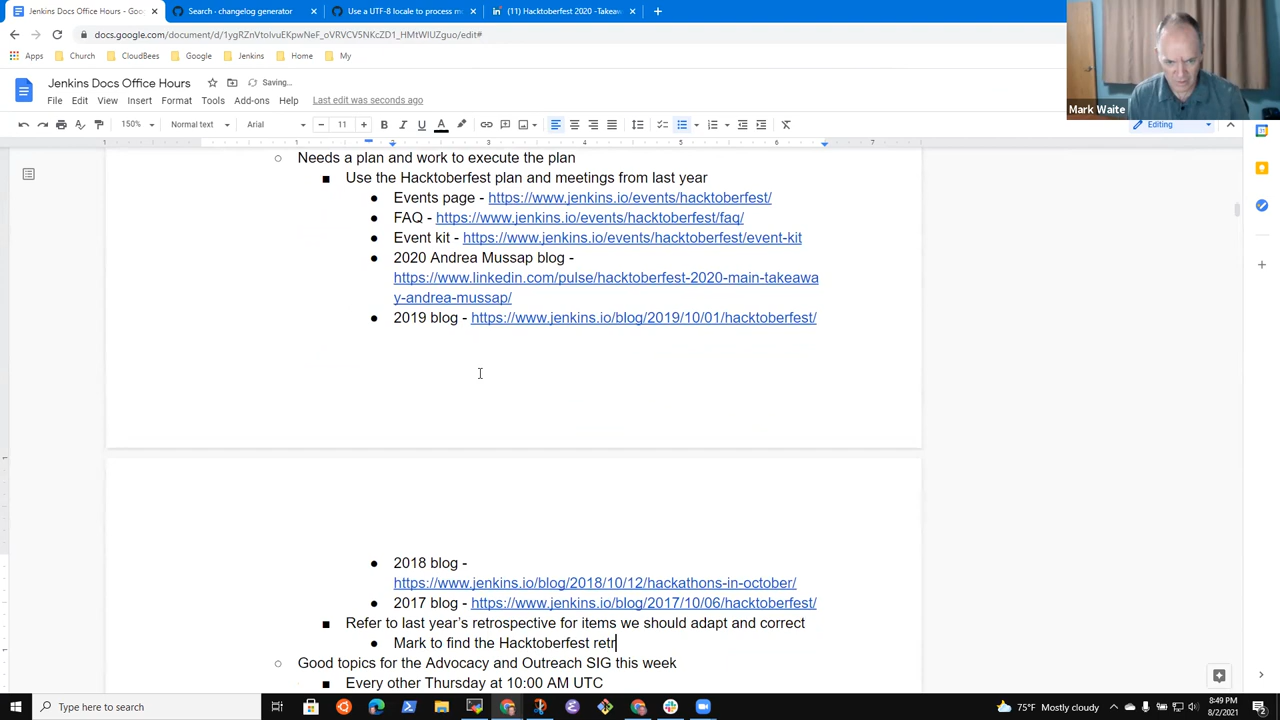 Jenkins Docs Office Hours - Goo
Search · changelog generator
Use a UTF-8 locale to process m
(11) Hacktoberfest 2020 -Takeaw
docs.google.com/document/d/1ygRZnVtoIvuEKpwNeF_oVRVCV5NKcZD1_HMtWIUZguo/edit#
Apps Church CloudBees Google Jenkins Home My
Mark Waite
Jenkins Docs Office Hours Saving...
File Edit View Insert Format Tools Add-ons Help Last edit was seconds ago
150% Normal text Arial 11 Editing
Needs a plan and work to execute the plan
Use the Hacktoberfest plan and meetings from last year
Events page - https://www.jenkins.io/events/hacktoberfest/
FAQ - https://www.jenkins.io/events/hacktoberfest/faq/
Event kit - https://www.jenkins.io/events/hacktoberfest/event-kit
2020 Andrea Mussap blog -
https://www.linkedin.com/pulse/hacktoberfest-2020-main-takeawa
y-andrea-mussap/
2019 blog - https://www.jenkins.io/blog/2019/10/01/hacktoberfest/
2018 blog -
https://www.jenkins.io/blog/2018/10/12/hackathons-in-october/
2017 blog - https://www.jenkins.io/blog/2017/10/06/hacktoberfest/
Refer to last year's retrospective for items we should adapt and correct
Mark to find the Hacktoberfest retr
Good topics for the Advocacy and Outreach SIG this week
Every other Thursday at 10:00 AM UTC
Type here to search
75°F Mostly cloudy
8:49 PM
8/2/2021